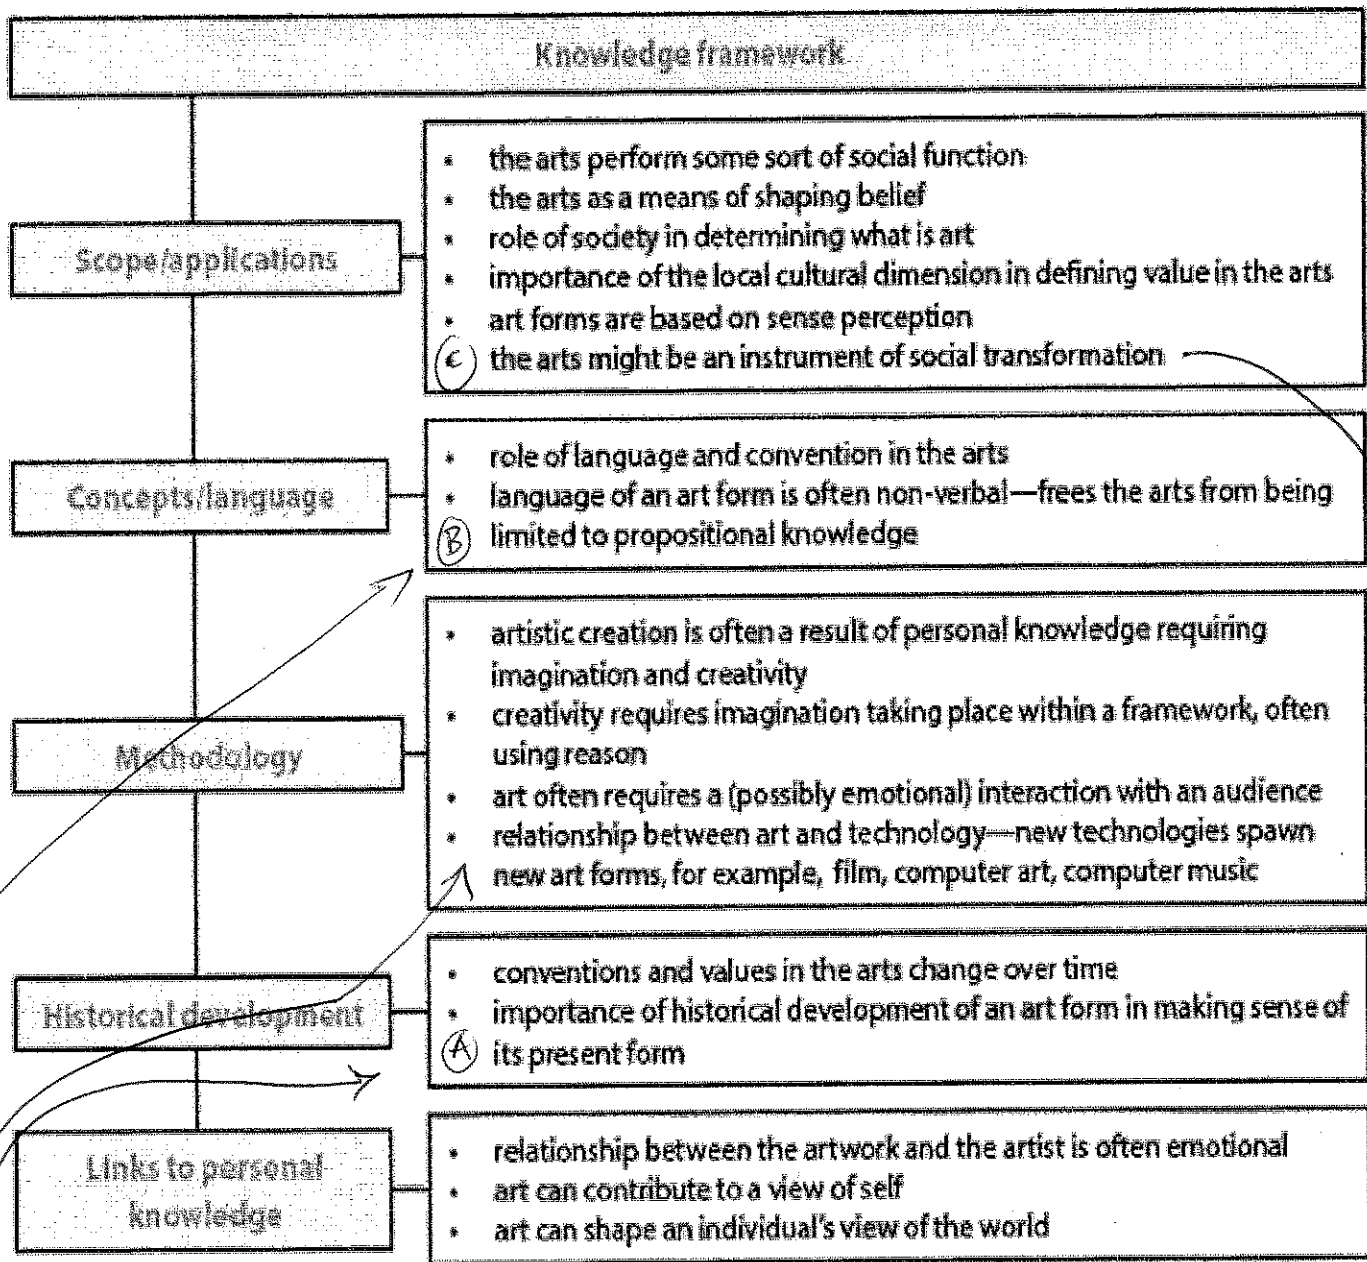 Knowledge framework
Scope/applications
• the arts perform some sort of social function
• the arts as a means of shaping belief
• role of society in determining what is art
• importance of the local cultural dimension in defining value in the arts
• art forms are based on sense perception
C the arts might be an instrument of social transformation
Concepts/language
• role of language and convention in the arts
• language of an art form is often non-verbal—frees the arts from being
B limited to propositional knowledge
Methodology
• artistic creation is often a result of personal knowledge requiring
imagination and creativity
• creativity requires imagination taking place within a framework, often
using reason
• art often requires a (possibly emotional) interaction with an audience
• relationship between art and technology—new technologies spawn
new art forms, for example, film, computer art, computer music
Historical development
• conventions and values in the arts change over time
• importance of historical development of an art form in making sense of
A its present form
Links to personal
knowledge
• relationship between the artwork and the artist is often emotional
• art can contribute to a view of self
• art can shape an individual's view of the world